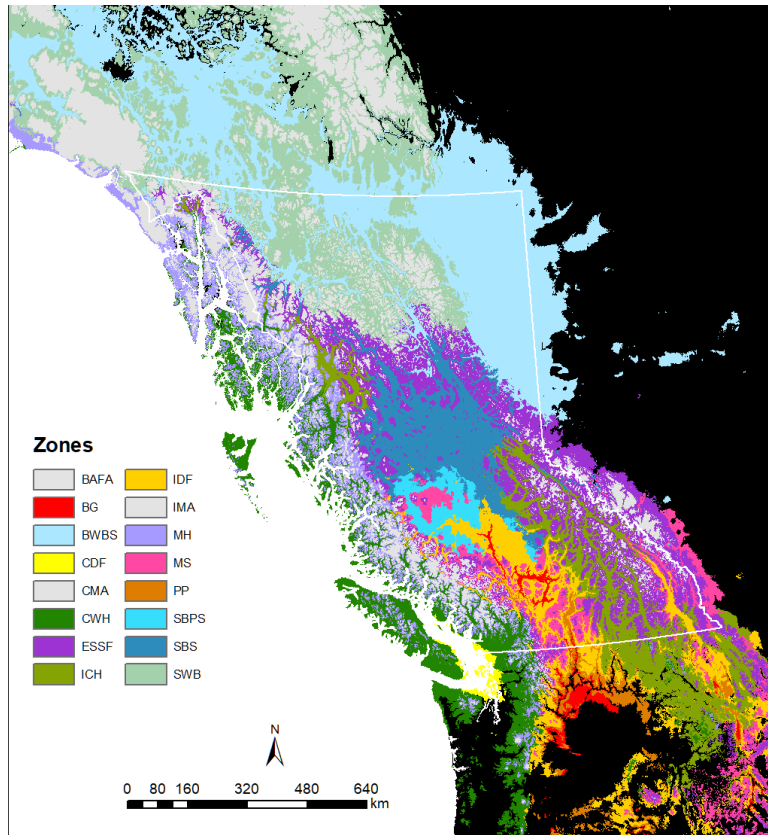 Zones
BAFA IDF
BG IMA
BWBS MH
CDF MS
CMA PP
CWH SBPS
ESSF SBS
ICH SWB
N
0 80 160 320 480 640
km